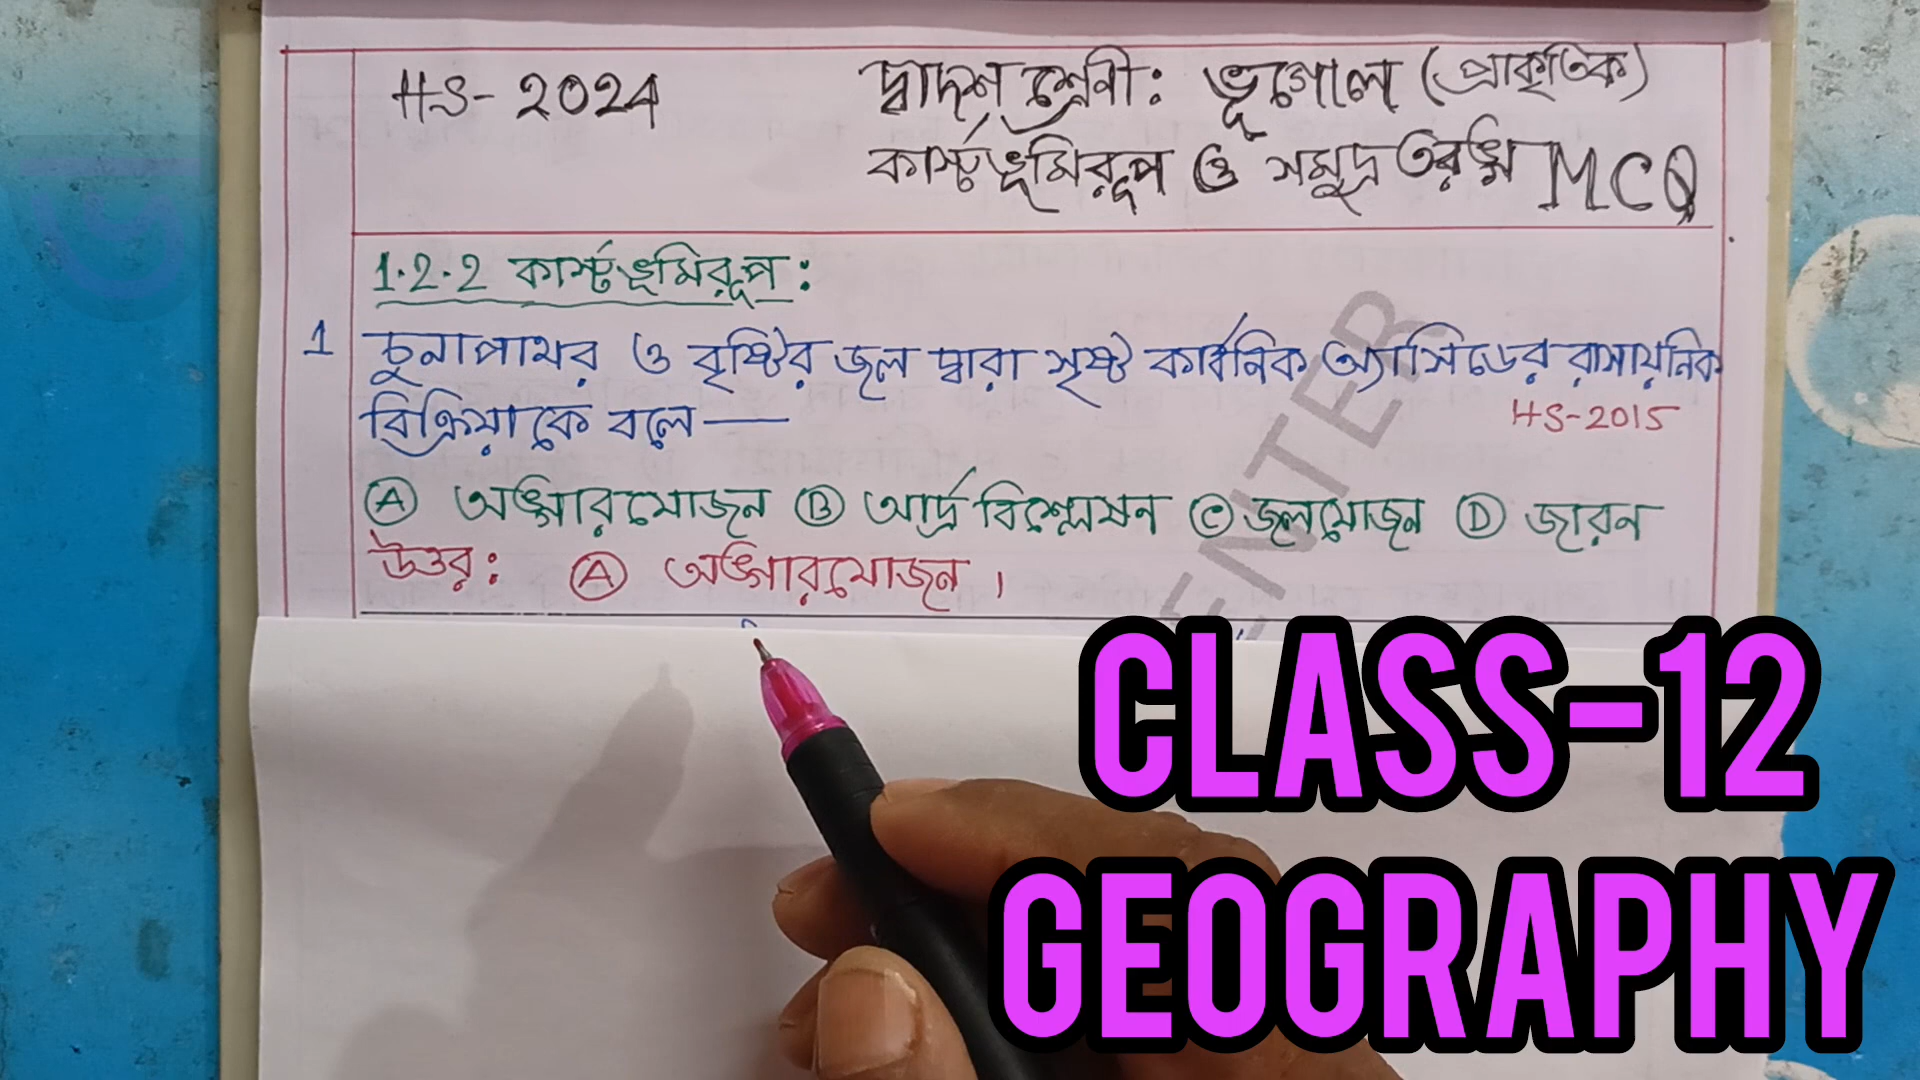 HS-2024
দ্বাদশ শ্রেনী: ভূগোল (প্রাকৃতিক)
কার্স্ট ভূমিরূপ ও সমুদ্র তরঙ্গ MCQ
1.2.2 কার্স্ট ভূমিরূপ:
1 চুনাপাথর ও বৃষ্টির জল দ্বারা সৃষ্ট কার্বনিক অ্যাসিডের রাসায়নিক
বিক্রিয়াকে বলে —
HS-2015
Ⓐ অঙ্গারযোজন Ⓑ আর্দ্র বিশ্লেষন Ⓒ জলযোজন Ⓓ জারন
উত্তর: Ⓐ অঙ্গারযোজন।
ENTER
CLASS-12
GEOGRAPHY